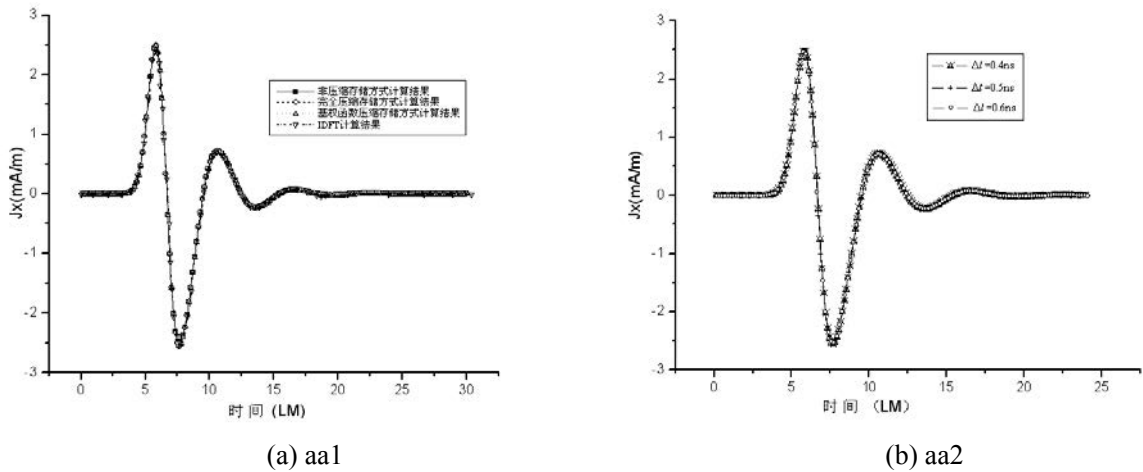 3
2
1
0
-1
-2
-3
Jx(mA/m)
0 5 10 15 20 25 30
时间 (LM)
非压缩存储方式计算结果
完全压缩存储方式计算结果
基权函数压缩存储方式计算结果
IDFT计算结果
(a) aa1
3
2
1
0
-1
-2
-3
Jx(mA/m)
0 5 10 15 20 25
时间 （LM）
Δt=0.4ns
Δt=0.5ns
Δt=0.6ns
(b) aa2